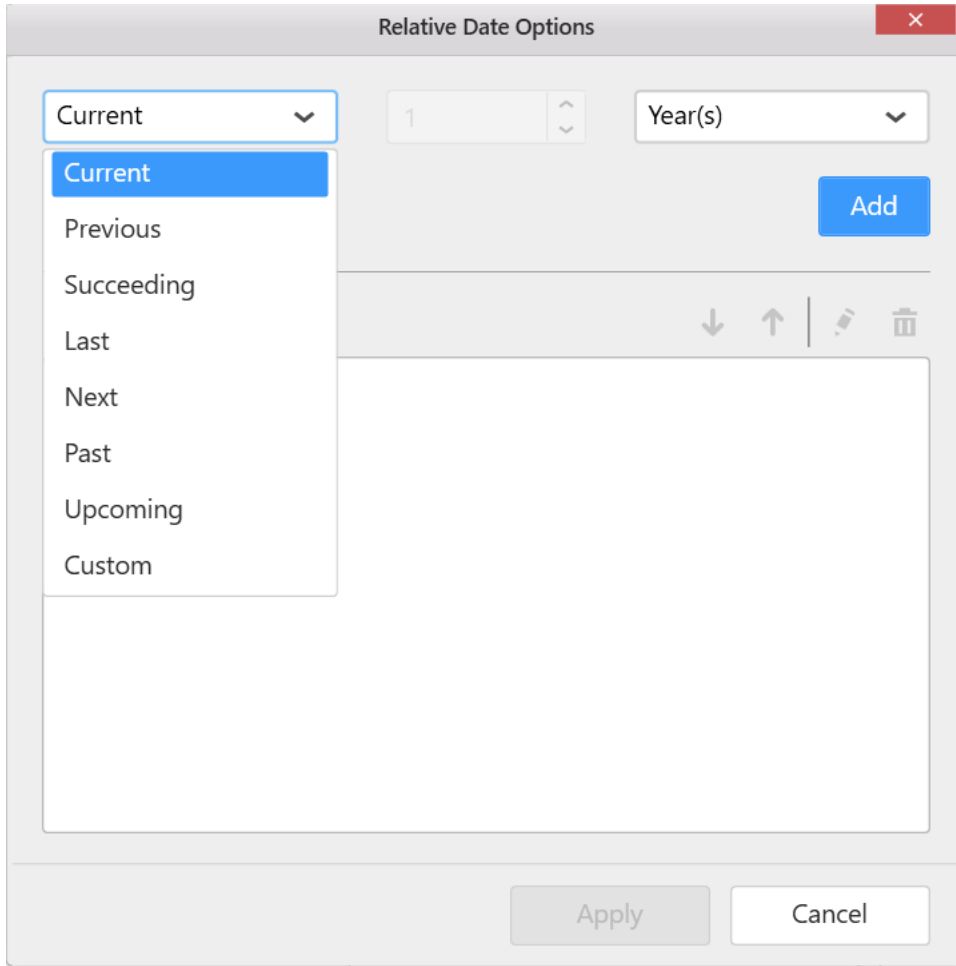 Relative Date Options
Current
1
Year(s)
Current
Previous
Succeeding
Last
Next
Past
Upcoming
Custom
Add
Apply
Cancel